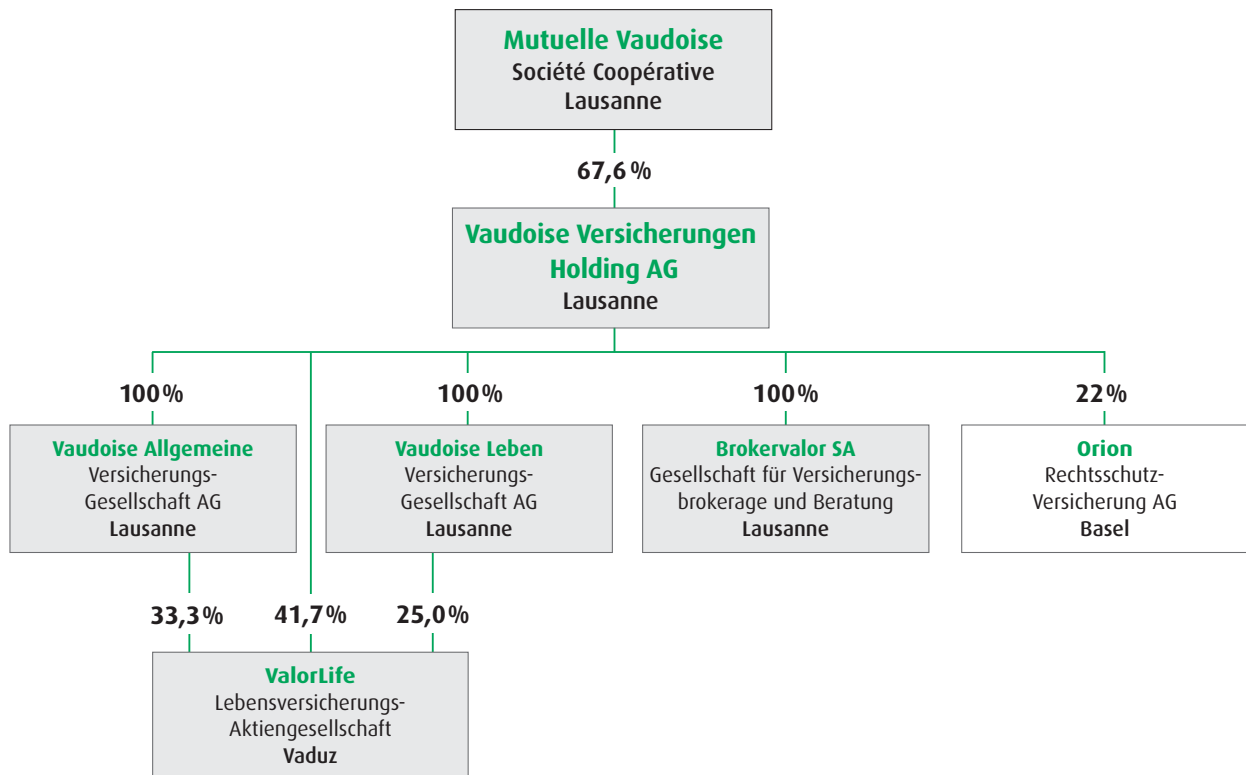 Mutuelle Vaudoise
Société Coopérative
Lausanne
67,6 %
Vaudoise Versicherungen
Holding AG
Lausanne
100%
100%
100%
22%
Vaudoise Allgemeine
Versicherungs-
Gesellschaft AG
Lausanne
Vaudoise Leben
Versicherungs-
Gesellschaft AG
Lausanne
Brokervalor SA
Gesellschaft für Versicherungs-
brokerage und Beratung
Lausanne
Orion
Rechtsschutz-
Versicherung AG
Basel
33,3%
41,7%
25,0%
ValorLife
Lebensversicherungs-
Aktiengesellschaft
Vaduz